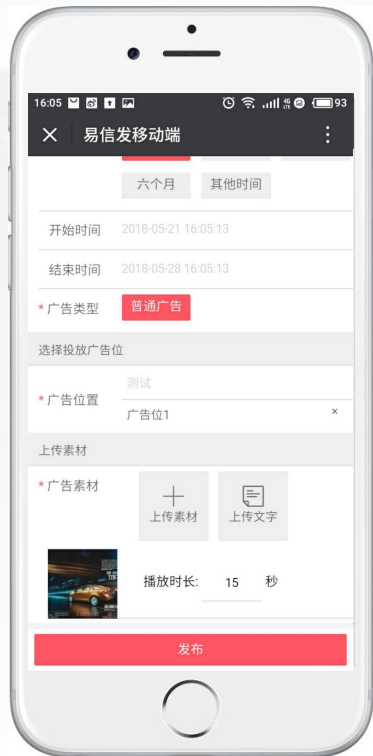 16:05 4G 93
易信发移动端
六个月 其他时间
开始时间 2018-05-21 16:05:13
结束时间 2018-05-28 16:05:13
* 广告类型 普通广告
选择投放广告位
测试
* 广告位置
广告位1 ×
上传素材
* 广告素材
上传素材 上传文字
播放时长: 15 秒
发布